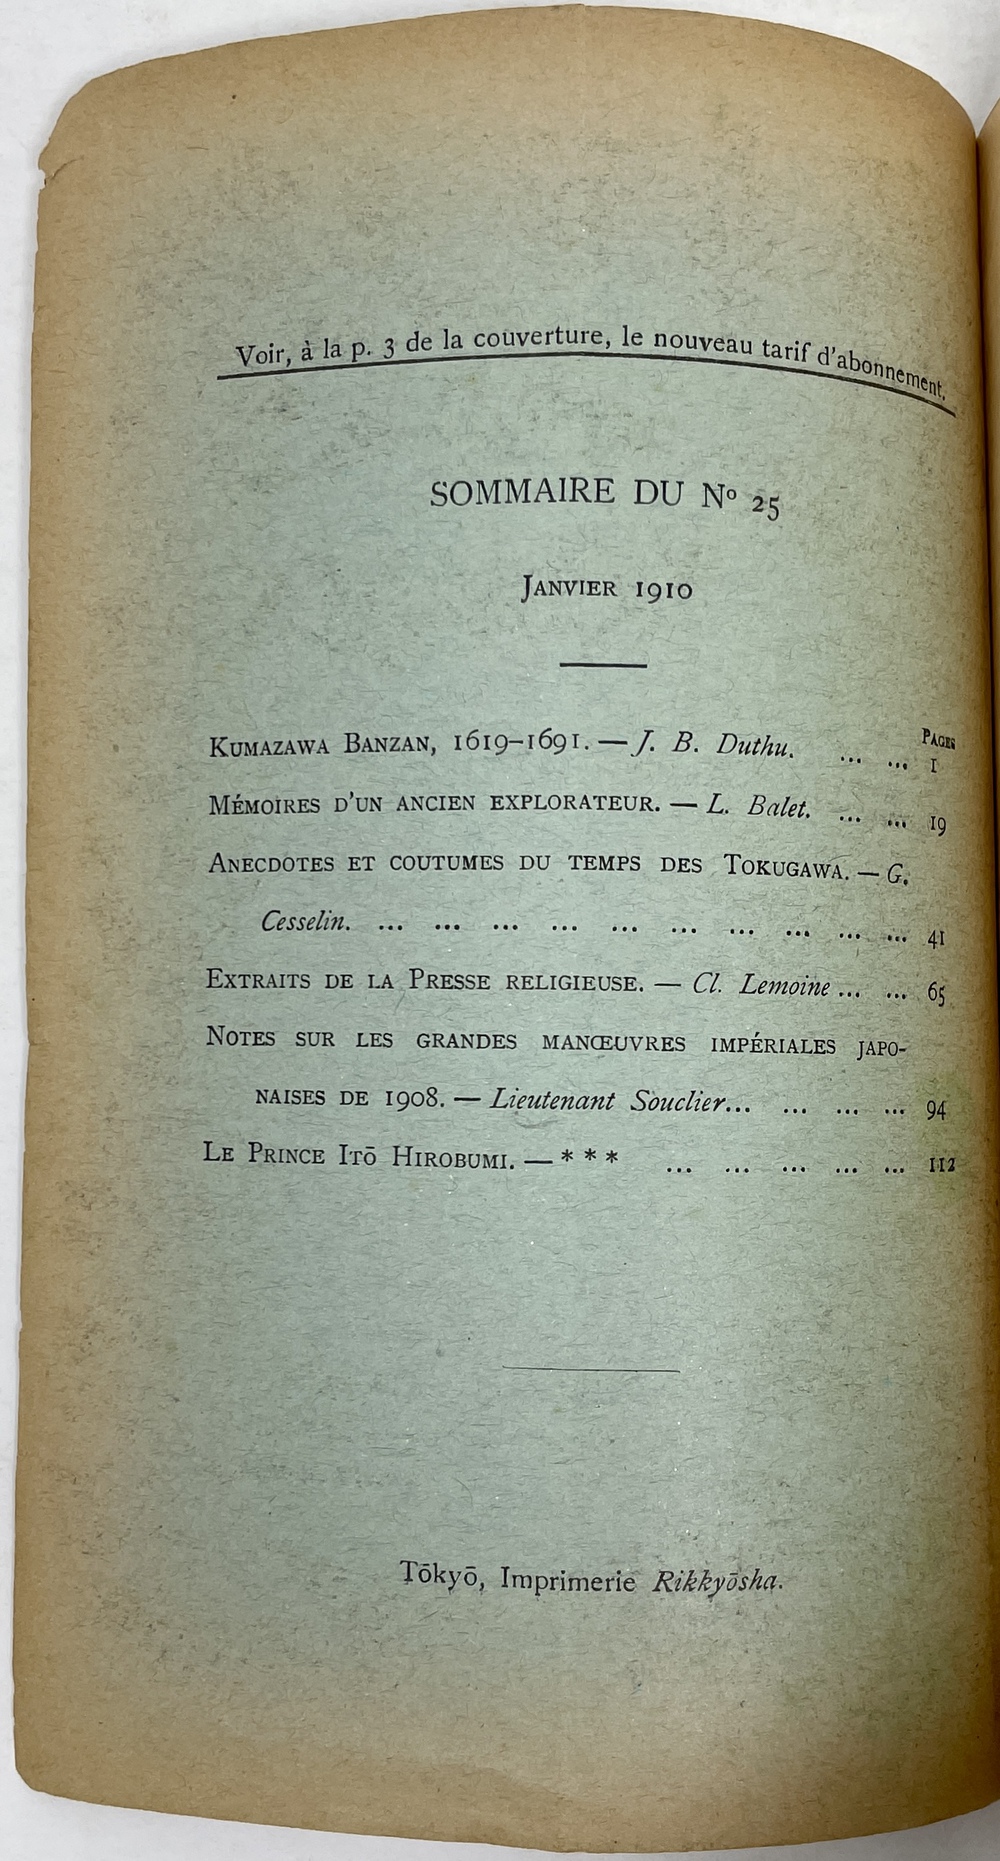 Voir, à la p. 3 de la couverture, le nouveau tarif d'abonnement.
SOMMAIRE DU Nº 25
JANVIER 1910
PAGES
KUMAZAWA BANZAN, 1619–1691. — J. B. Duthu. ... ... 1
MÉMOIRES D'UN ANCIEN EXPLORATEUR. — L. Balet. ... ... 19
ANECDOTES ET COUTUMES DU TEMPS DES TOKUGAWA. — G.
Cesselin. ... ... ... ... ... ... ... ... ... ... 41
EXTRAITS DE LA PRESSE RELIGIEUSE. — Cl. Lemoine ... ... 65
NOTES SUR LES GRANDES MANŒUVRES IMPÉRIALES JAPO-
NAISES DE 1908. — Lieutenant Souclier... ... ... ... 94
LE PRINCE ITŌ HIROBUMI. — * * * ... ... ... ... ... 112
Tōkyō, Imprimerie Rikkyōsha.